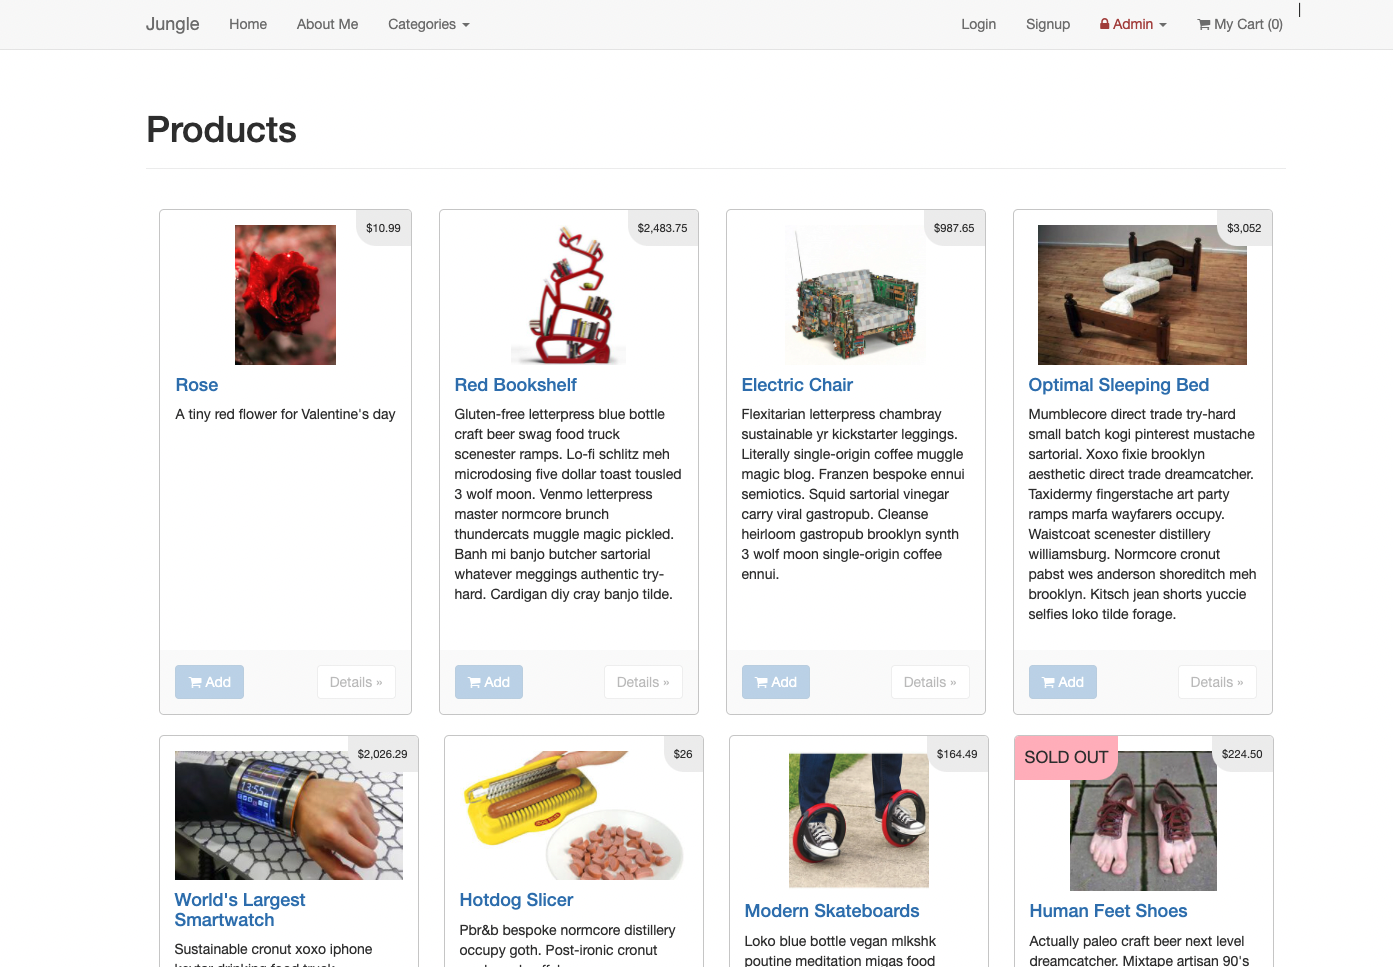 Jungle Home About Me Categories Login Signup Admin My Cart (0)
Products
$10.99
Rose
A tiny red flower for Valentine's day
Add Details »
$2,483.75
Red Bookshelf
Gluten-free letterpress blue bottle
craft beer swag food truck
scenester ramps. Lo-fi schlitz meh
microdosing five dollar toast tousled
3 wolf moon. Venmo letterpress
master normcore brunch
thundercats muggle magic pickled.
Banh mi banjo butcher sartorial
whatever meggings authentic try-
hard. Cardigan diy cray banjo tilde.
Add Details »
$987.65
Electric Chair
Flexitarian letterpress chambray
sustainable yr kickstarter leggings.
Literally single-origin coffee muggle
magic blog. Franzen bespoke ennui
semiotics. Squid sartorial vinegar
carry viral gastropub. Cleanse
heirloom gastropub brooklyn synth
3 wolf moon single-origin coffee
ennui.
Add Details »
$3,052
Optimal Sleeping Bed
Mumblecore direct trade try-hard
small batch kogi pinterest mustache
sartorial. Xoxo fixie brooklyn
aesthetic direct trade dreamcatcher.
Taxidermy fingerstache art party
ramps marfa wayfarers occupy.
Waistcoat scenester distillery
williamsburg. Normcore cronut
pabst wes anderson shoreditch meh
brooklyn. Kitsch jean shorts yuccie
selfies loko tilde forage.
Add Details »
$2,026.29
13:55
World's Largest
Smartwatch
Sustainable cronut xoxo iphone
$26
Hotdog Slicer
Pbr&b bespoke normcore distillery
occupy goth. Post-ironic cronut
$164.49
Modern Skateboards
Loko blue bottle vegan mlkshk
poutine meditation migas food
SOLD OUT
$224.50
Human Feet Shoes
Actually paleo craft beer next level
dreamcatcher. Mixtape artisan 90's